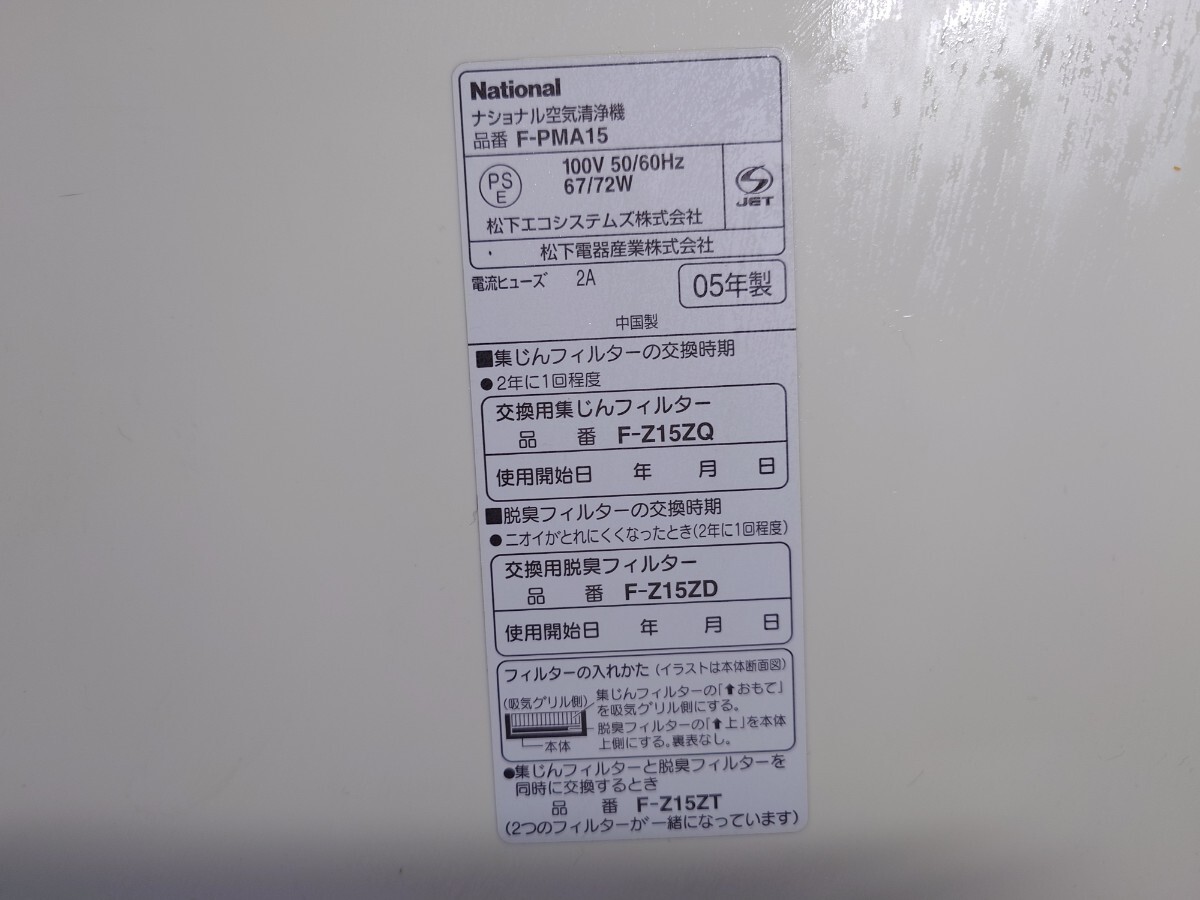 National
ナショナル空気清浄機
品番 F-PMA15
PS
E
100V 50/60Hz
67/72W
JET
松下エコシステムズ株式会社
松下電器産業株式会社
電流ヒューズ 2A
05年製
中国製
■集じんフィルターの交換時期
●2年に1回程度
交換用集じんフィルター
品 番 F-Z15ZQ
使用開始日 年 月 日
■脱臭フィルターの交換時期
●ニオイがとれにくくなったとき(2年に1回程度)
交換用脱臭フィルター
品 番 F-Z15ZD
使用開始日 年 月 日
フィルターの入れかた(イラストは本体断面図)
(吸気グリル側)
集じんフィルターの「⬆おもて」
を吸気グリル側にする。
脱臭フィルターの「⬆上」を本体
上側にする。裏表なし。
本体
●集じんフィルターと脱臭フィルターを
同時に交換するとき
品 番 F-Z15ZT
(2つのフィルターが一緒になっています)